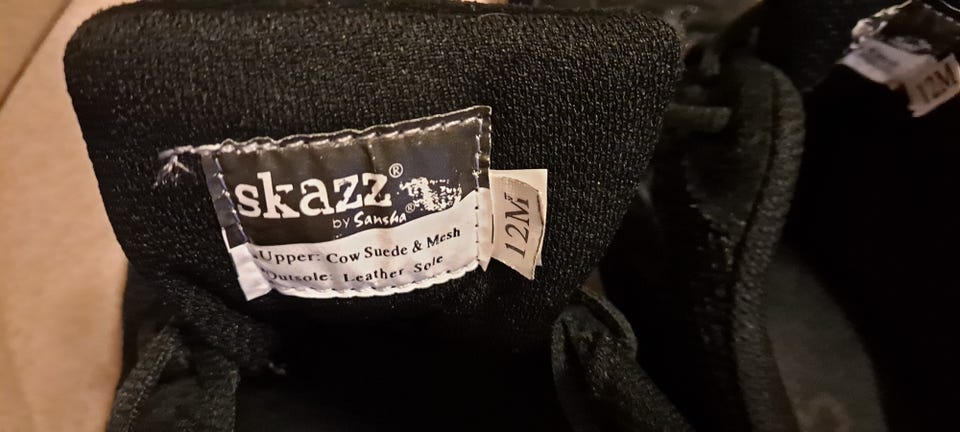 skazz®
by Sansha®
Upper: Cow Suede & Mesh
Outsole: Leather Sole
12M
12M